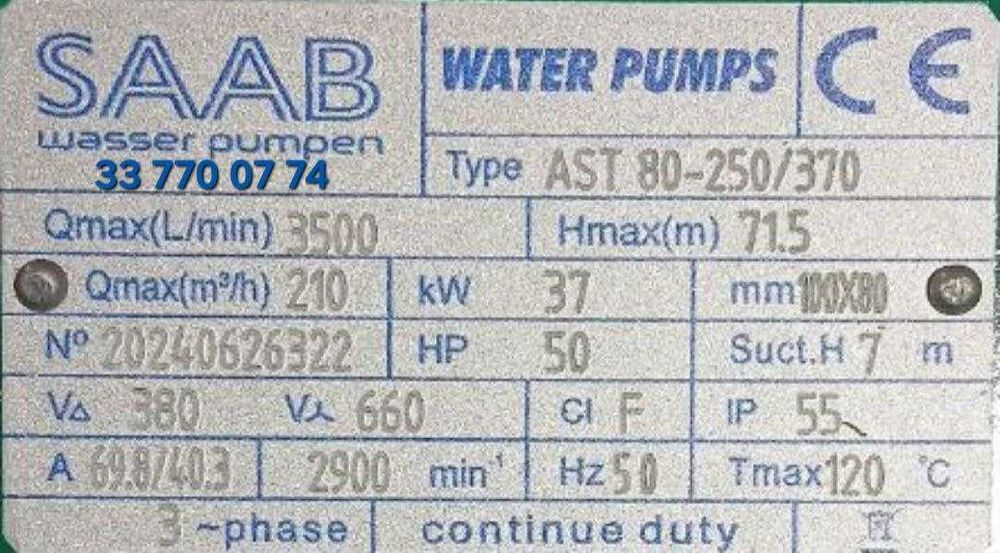 SAAB
wasser pumpen
33 770 07 74
WATER PUMPS CE
Type AST 80-250/370
Qmax(L/min) 3500 Hmax(m) 71.5
Qmax(m³/h) 210 kW 37 mm 100X80
Nº 20240626322 HP 50 Suct.H 7 m
V∆ 380 V⅄ 660 Cl F IP 55
A 69.8/40.3 2900 min⁻¹ Hz 50 Tmax 120 °C
3 ~phase continue duty